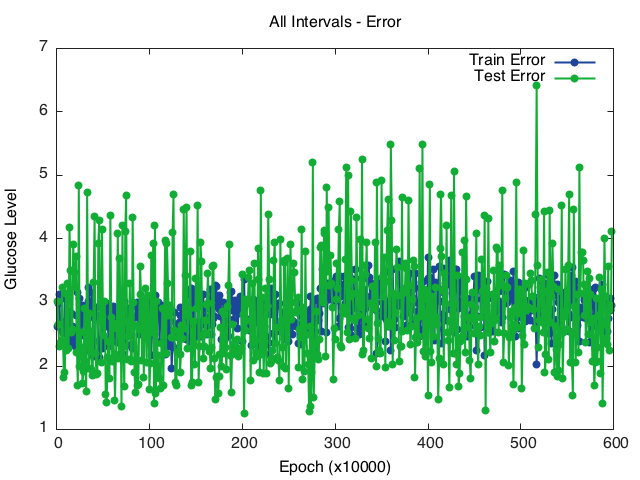 All Intervals - Error
Train Error
Test Error
7
6
5
4
3
2
1
Glucose Level
0 100 200 300 400 500 600
Epoch (x10000)